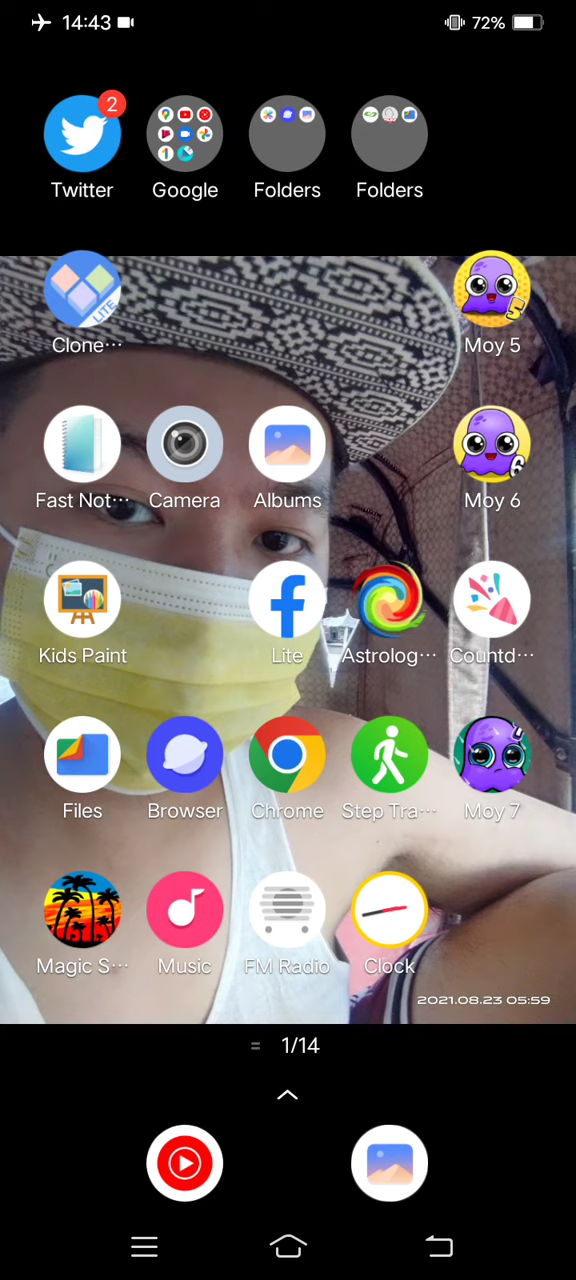 14:43
72%
2
Twitter Google Folders Folders
LITE
Clone··· Moy 5
5
Fast Not··· Camera Albums Moy 6
6
Kids Paint Lite Astrolog··· Countd···
Files Browser Chrome Step Tra··· Moy 7
Magic S··· Music FM Radio Clock
2021.08.23 05:59
= 1/14